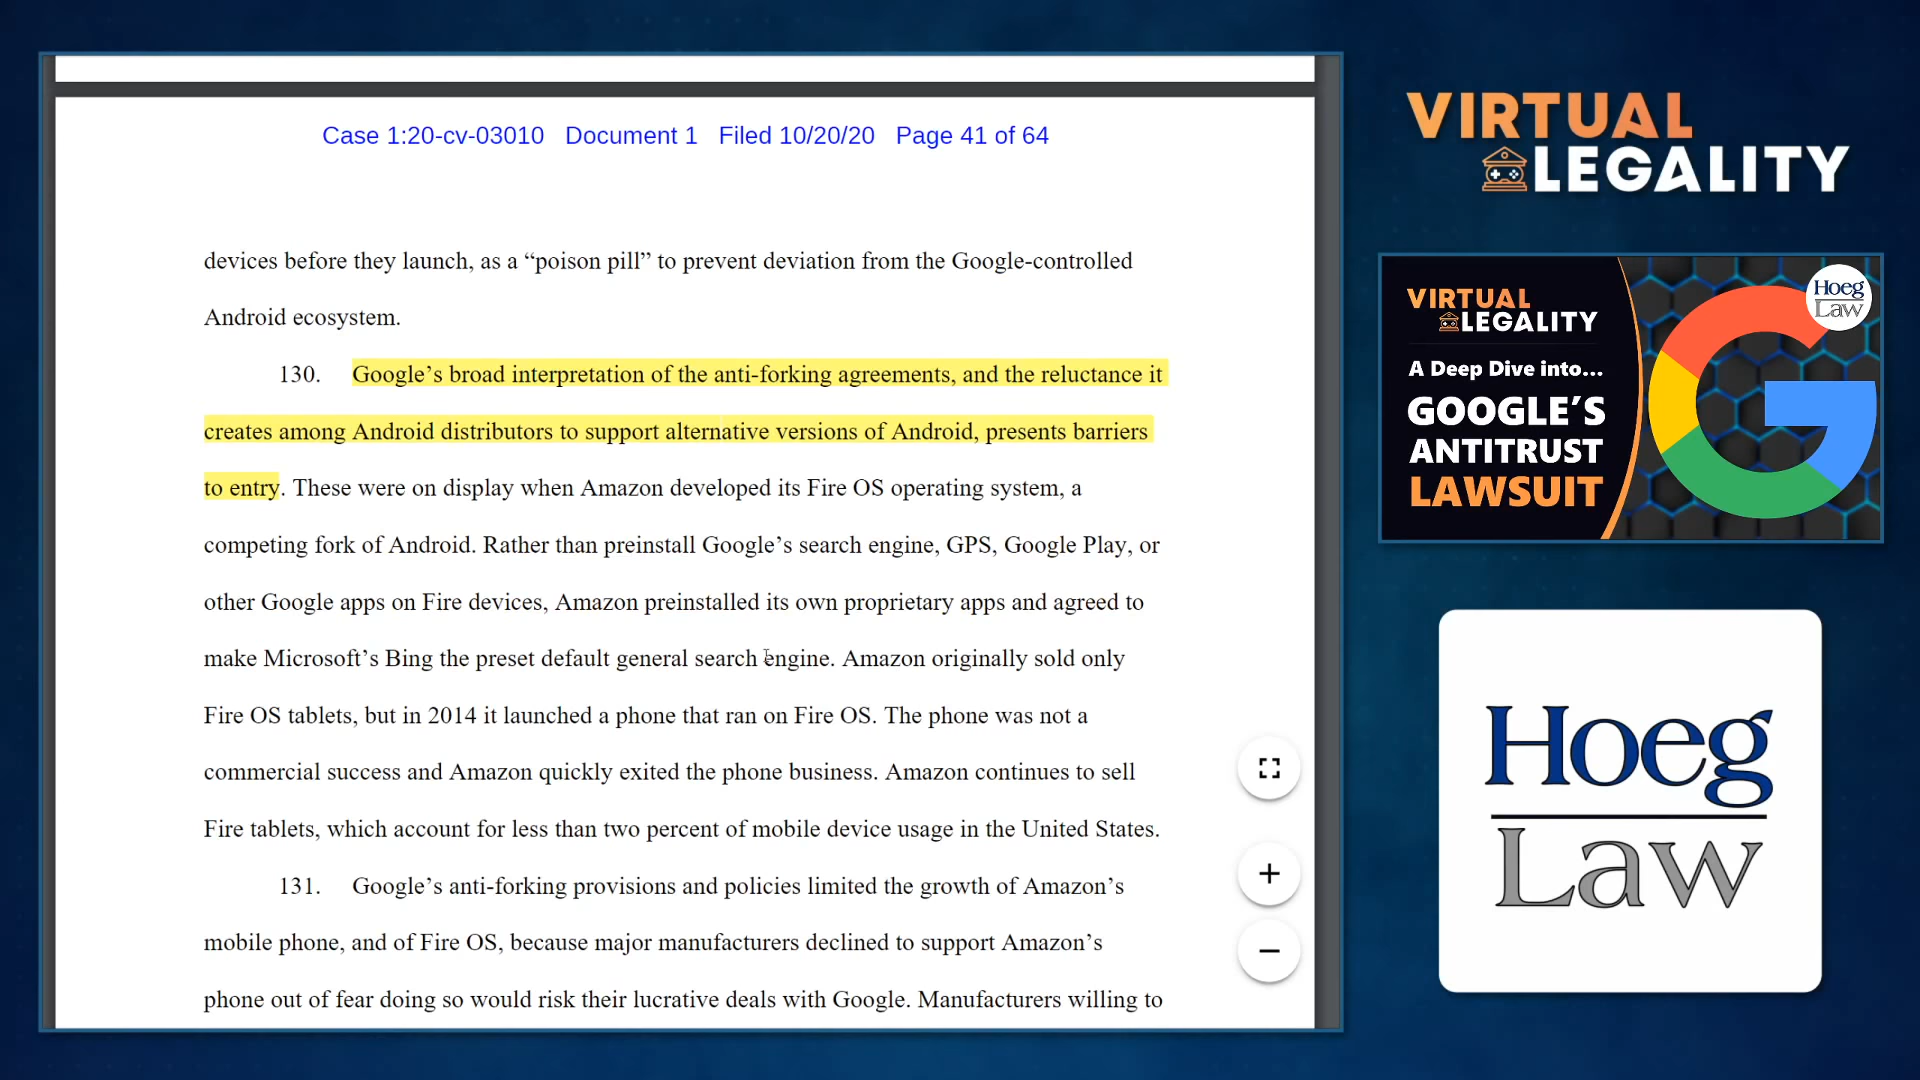 Case 1:20-cv-03010   Document 1   Filed 10/20/20   Page 41 of 64
devices before they launch, as a “poison pill” to prevent deviation from the Google-controlled
Android ecosystem.
130. Google’s broad interpretation of the anti-forking agreements, and the reluctance it
creates among Android distributors to support alternative versions of Android, presents barriers
to entry. These were on display when Amazon developed its Fire OS operating system, a
competing fork of Android. Rather than preinstall Google’s search engine, GPS, Google Play, or
other Google apps on Fire devices, Amazon preinstalled its own proprietary apps and agreed to
make Microsoft’s Bing the preset default general search engine. Amazon originally sold only
Fire OS tablets, but in 2014 it launched a phone that ran on Fire OS. The phone was not a
commercial success and Amazon quickly exited the phone business. Amazon continues to sell
Fire tablets, which account for less than two percent of mobile device usage in the United States.
131. Google’s anti-forking provisions and policies limited the growth of Amazon’s
mobile phone, and of Fire OS, because major manufacturers declined to support Amazon’s
phone out of fear doing so would risk their lucrative deals with Google. Manufacturers willing to
VIRTUAL
LEGALITY
VIRTUAL
LEGALITY
A Deep Dive into...
GOOGLE’S
ANTITRUST
LAWSUIT
Hoeg
Law
Hoeg
Law